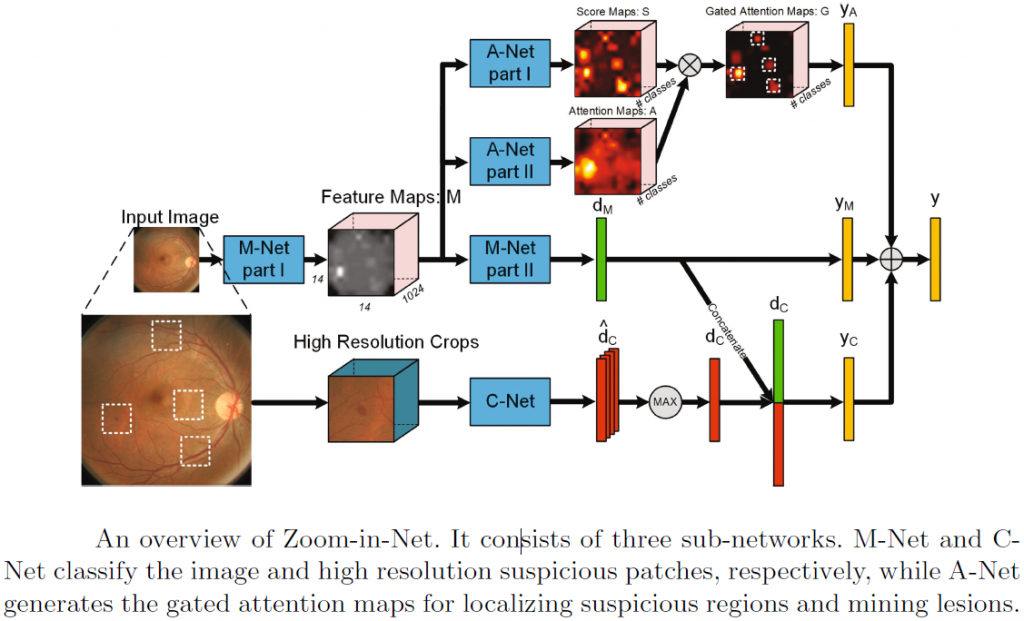 Score Maps: S
Gated Attention Maps: G
yA
A-Net
part I
# classes
# classes
Attention Maps: A
A-Net
part II
# classes
Feature Maps: M
Input Image
dM
yM
y
M-Net
part I
M-Net
part II
14
14
1024
Concatenate
dC
High Resolution Crops
d̂C
dC
yC
C-Net
MAX
An overview of Zoom-in-Net. It consists of three sub-networks. M-Net and C-
Net classify the image and high resolution suspicious patches, respectively, while A-Net
generates the gated attention maps for localizing suspicious regions and mining lesions.